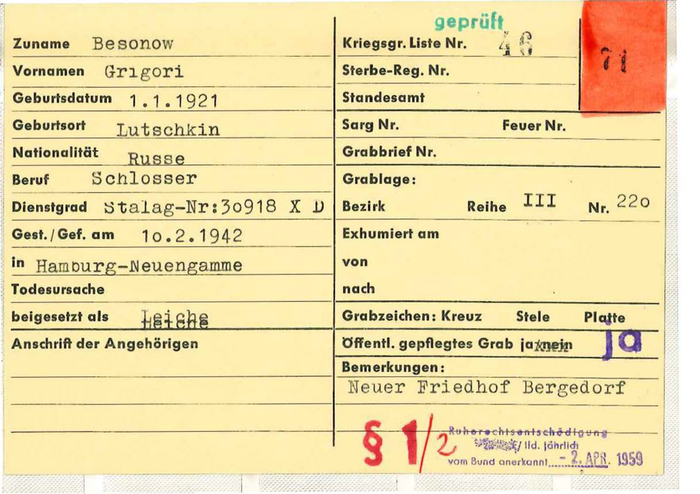 geprüft
Zuname Besonow
Vornamen Grigori
Geburtsdatum 1.1.1921
Geburtsort Lutschkin
Nationalität Russe
Beruf Schlosser
Dienstgrad Stalag-Nr:30918 X D
Gest./Gef. am 10.2.1942
in Hamburg-Neuengamme
Todesursache
beigesetzt als Leiche
Anschrift der Angehörigen
Kriegsgr. Liste Nr. 46
71
Sterbe-Reg. Nr.
Standesamt
Sarg Nr. Feuer Nr.
Grabbrief Nr.
Grablage:
Bezirk Reihe III Nr. 220
Exhumiert am
von
nach
Grabzeichen: Kreuz Stele Platte
Öffentl. gepflegtes Grab ja nein ja
Bemerkungen:
Neuer Friedhof Bergedorf
§ 1/2
Ruherechtsentschädigung
/ lfd. jährlich
vom Bund anerkannt - 2. APR. 1959